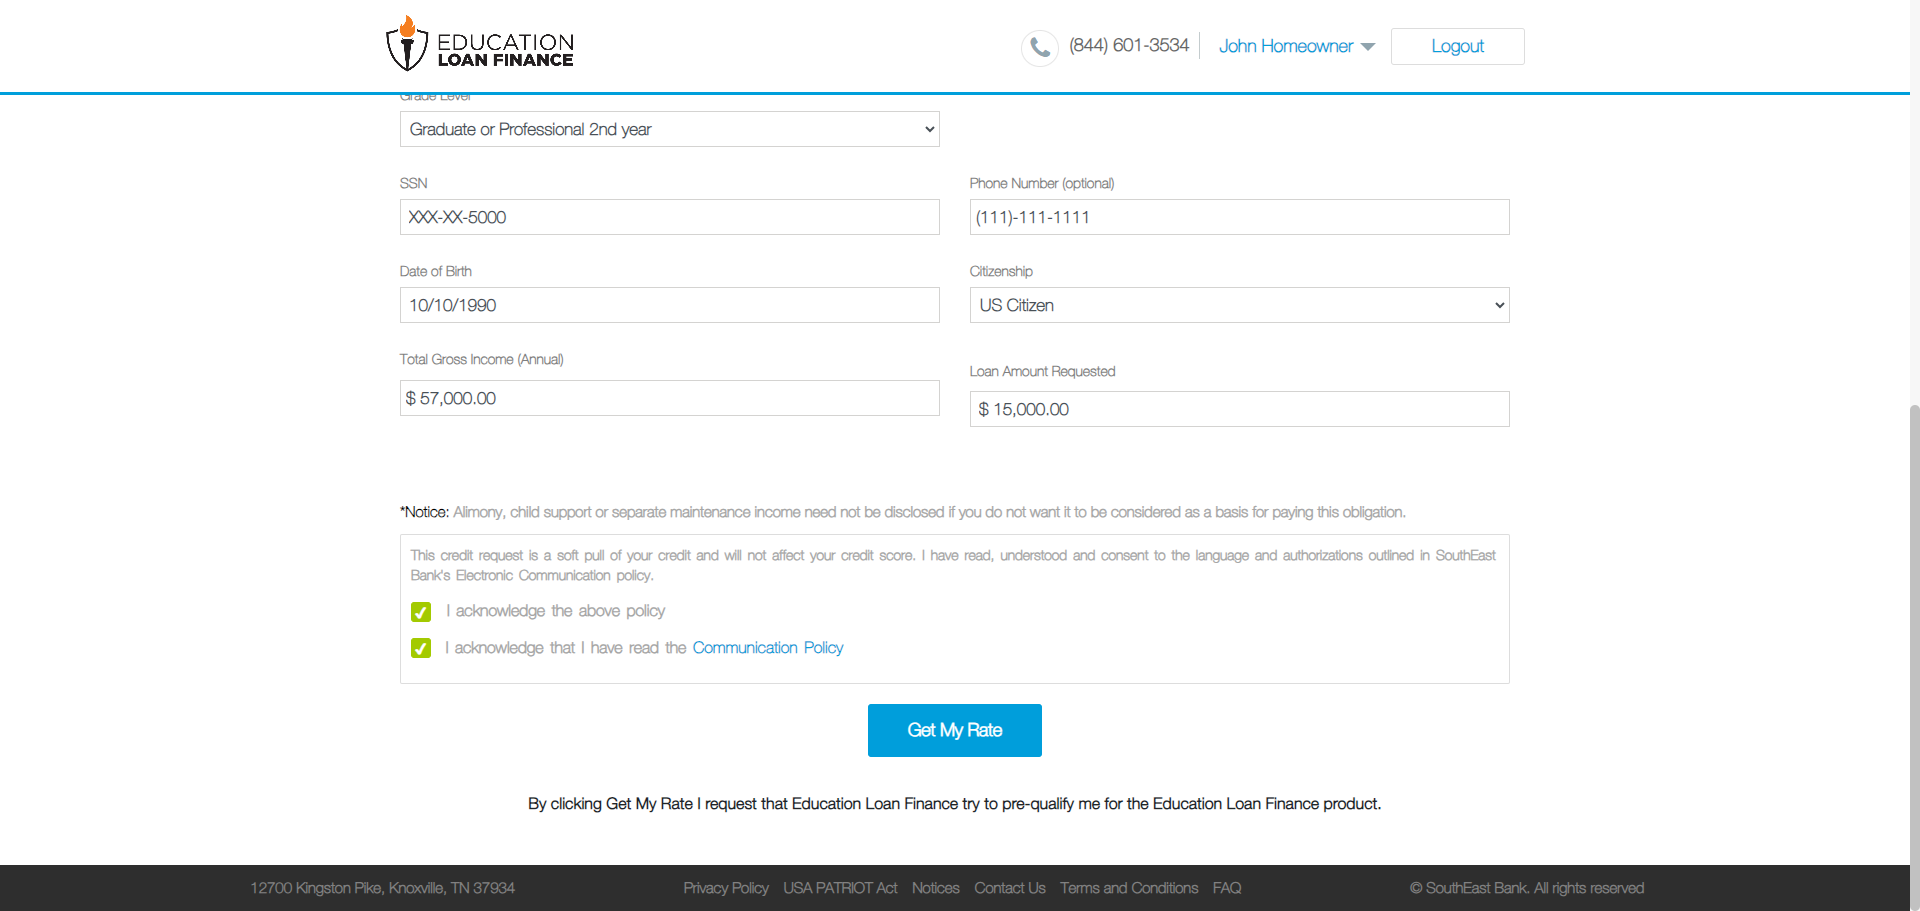 EDUCATION
LOAN FINANCE
(844) 601-3534
John Homeowner
Logout
Grade Level
Graduate or Professional 2nd year
SSN
Phone Number (optional)
XXX-XX-5000
(111)-111-1111
Date of Birth
Citizenship
10/10/1990
US Citizen
Total Gross Income (Annual)
Loan Amount Requested
$ 57,000.00
$ 15,000.00
*Notice: Alimony, child support or separate maintenance income need not be disclosed if you do not want it to be considered as a basis for paying this obligation.
This credit request is a soft pull of your credit and will not affect your credit score. I have read, understood and consent to the language and authorizations outlined in SouthEast
Bank's Electronic Communication policy.
I acknowledge the above policy
I acknowledge that I have read the Communication Policy
Get My Rate
By clicking Get My Rate I request that Education Loan Finance try to pre-qualify me for the Education Loan Finance product.
12700 Kingston Pike, Knoxville, TN 37934
Privacy Policy USA PATRIOT Act Notices Contact Us Terms and Conditions FAQ
© SouthEast Bank. All rights reserved